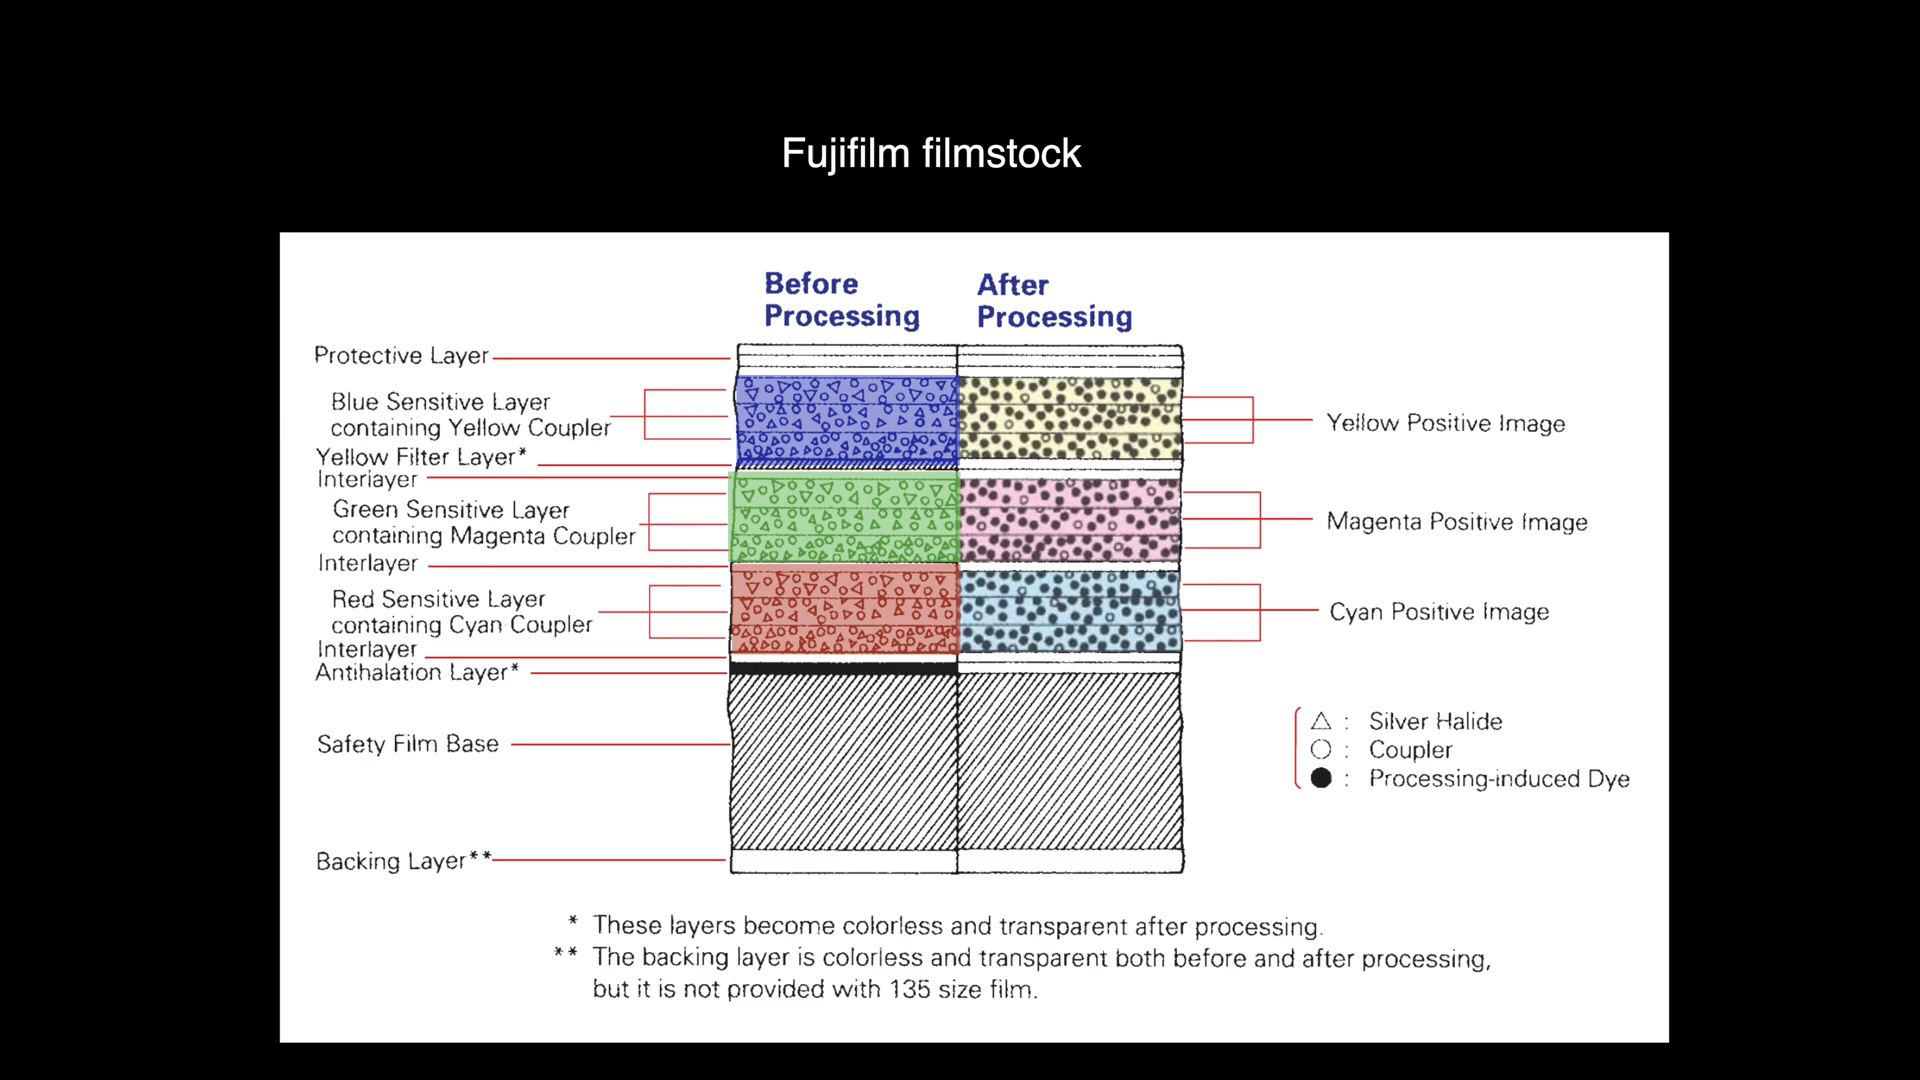 Fujifilm filmstock
Before
Processing
After
Processing
Protective Layer
Blue Sensitive Layer
containing Yellow Coupler
Yellow Filter Layer*
Interlayer
Green Sensitive Layer
containing Magenta Coupler
Interlayer
Red Sensitive Layer
containing Cyan Coupler
Interlayer
Antihalation Layer*
Safety Film Base
Backing Layer**
Yellow Positive Image
Magenta Positive Image
Cyan Positive Image
△ : Silver Halide
○ : Coupler
● : Processing-induced Dye
* These layers become colorless and transparent after processing.
** The backing layer is colorless and transparent both before and after processing,
but it is not provided with 135 size film.